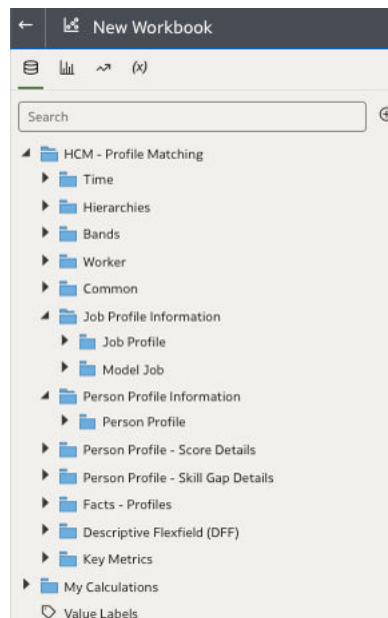 New Workbook
(x)
Search
HCM - Profile Matching
Time
Hierarchies
Bands
Worker
Common
Job Profile Information
Job Profile
Model Job
Person Profile Information
Person Profile
Person Profile - Score Details
Person Profile - Skill Gap Details
Facts - Profiles
Descriptive Flexfield (DFF)
Key Metrics
My Calculations
Value Labels